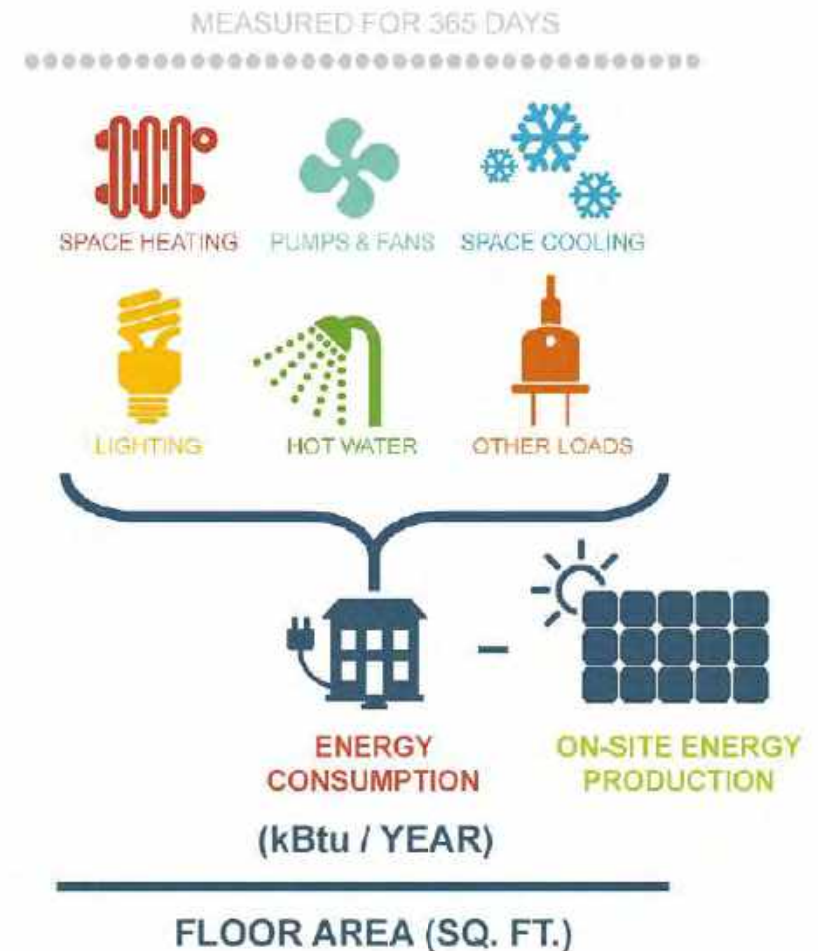 MEASURED FOR 365 DAYS
SPACE HEATING
PUMPS & FANS
SPACE COOLING
LIGHTING
HOT WATER
OTHER LOADS
ENERGY
CONSUMPTION
ON-SITE ENERGY
PRODUCTION
(kBtu / YEAR)
FLOOR AREA (SQ. FT.)